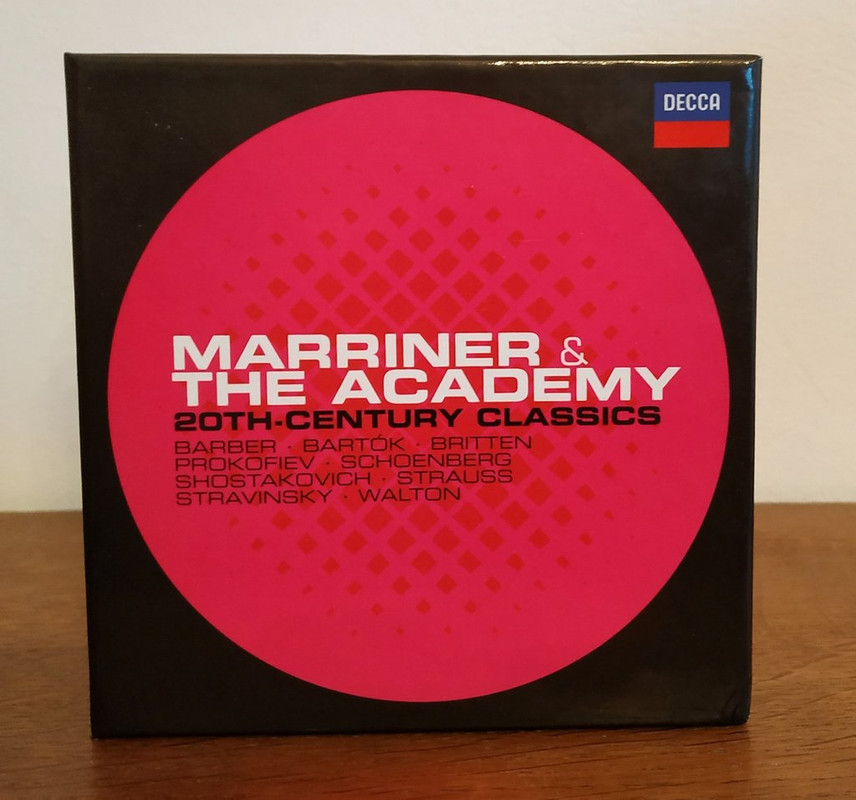 DECCA
MARRINER &
THE ACADEMY
20TH-CENTURY CLASSICS
BARBER · BARTÓK · BRITTEN
PROKOFIEV · SCHOENBERG
SHOSTAKOVICH · STRAUSS
STRAVINSKY · WALTON